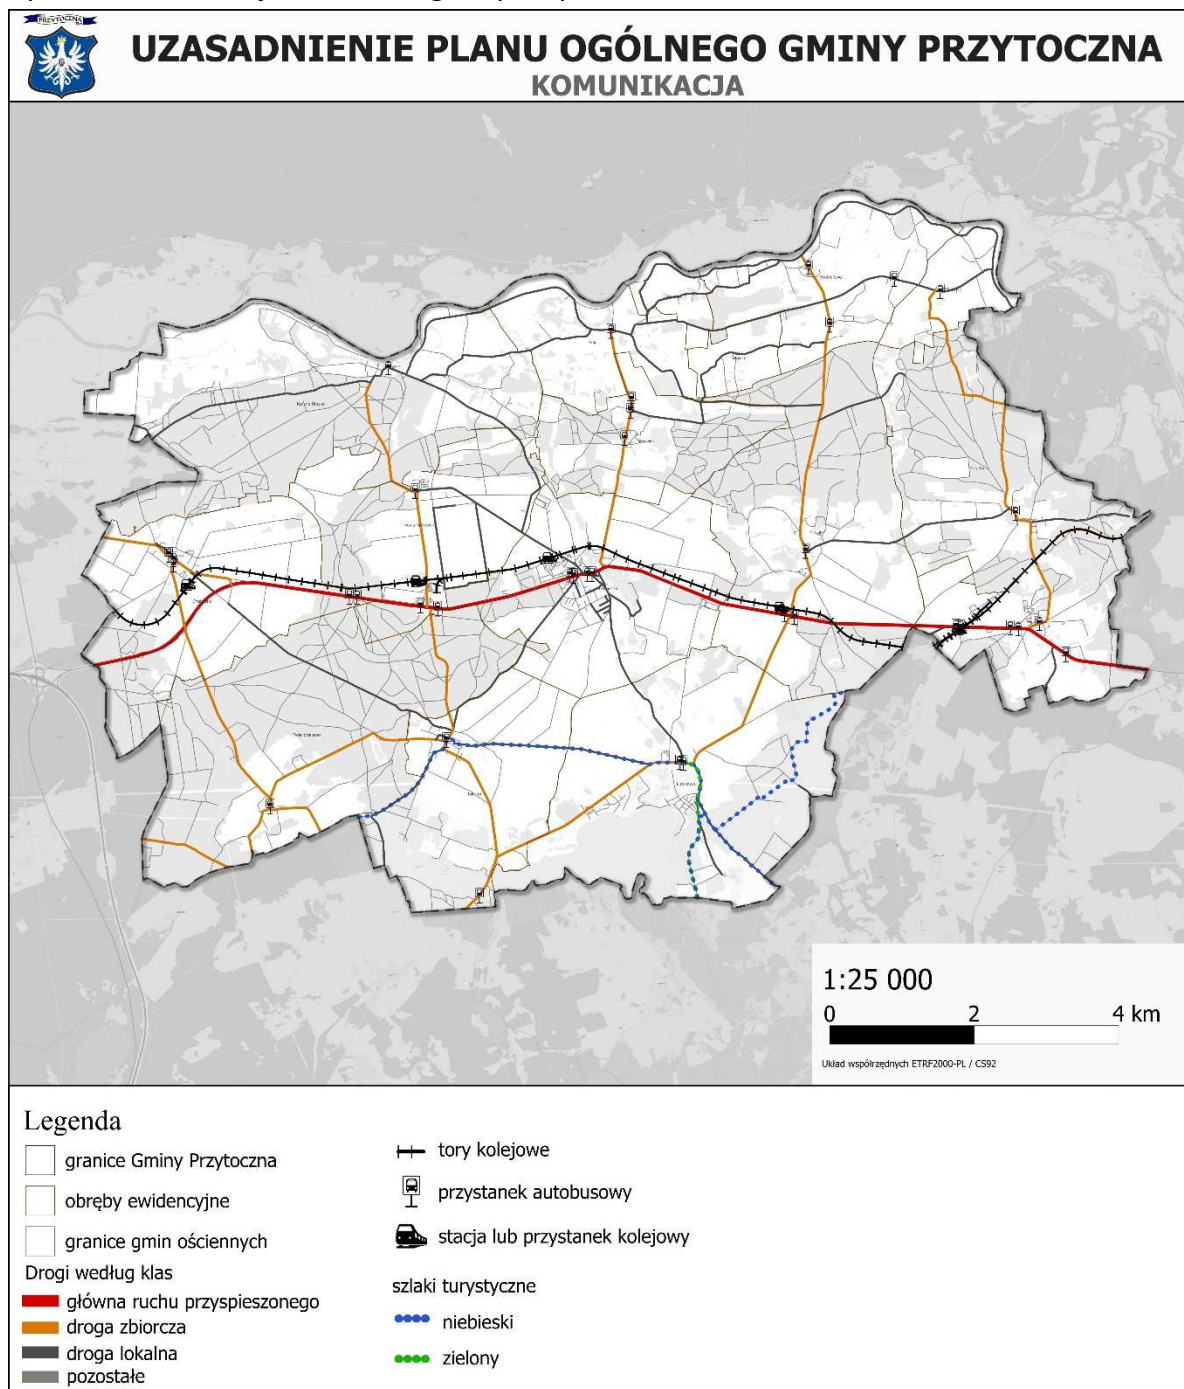 PRZYTOCZNA
UZASADNIENIE PLANU OGÓLNEGO GMINY PRZYTOCZNA
KOMUNIKACJA
1:25 000
0 2 4 km
Układ współrzędnych ETRF2000-PL / CS92
Legenda
granice Gminy Przytoczna
obręby ewidencyjne
granice gmin ościennych
Drogi według klas
główna ruchu przyspieszonego
droga zbiorcza
droga lokalna
pozostałe
tory kolejowe
przystanek autobusowy
stacja lub przystanek kolejowy
szlaki turystyczne
niebieski
zielony